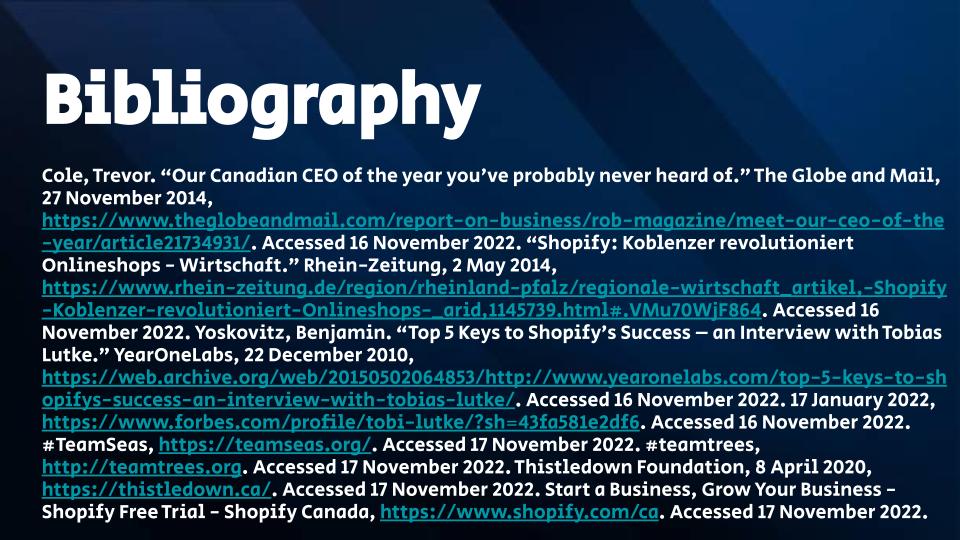 Bibliography
Cole, Trevor. “Our Canadian CEO of the year you’ve probably never heard of.” The Globe and Mail,
27 November 2014,
https://www.theglobeandmail.com/report-on-business/rob-magazine/meet-our-ceo-of-the
-year/article21734931/. Accessed 16 November 2022. “Shopify: Koblenzer revolutioniert
Onlineshops - Wirtschaft.” Rhein-Zeitung, 2 May 2014,
https://www.rhein-zeitung.de/region/rheinland-pfalz/regionale-wirtschaft_artikel,-Shopify
-Koblenzer-revolutioniert-Onlineshops-_arid,1145739.html#.VMu70WjF864. Accessed 16
November 2022. Yoskovitz, Benjamin. “Top 5 Keys to Shopify’s Success – an Interview with Tobias
Lutke.” YearOneLabs, 22 December 2010,
https://web.archive.org/web/20150502064853/http://www.yearonelabs.com/top-5-keys-to-sh
opifys-success-an-interview-with-tobias-lutke/. Accessed 16 November 2022. 17 January 2022,
https://www.forbes.com/profile/tobi-lutke/?sh=43fa581e2df6. Accessed 16 November 2022.
#TeamSeas, https://teamseas.org/. Accessed 17 November 2022. #teamtrees,
http://teamtrees.org. Accessed 17 November 2022. Thistledown Foundation, 8 April 2020,
https://thistledown.ca/. Accessed 17 November 2022. Start a Business, Grow Your Business -
Shopify Free Trial - Shopify Canada, https://www.shopify.com/ca. Accessed 17 November 2022.